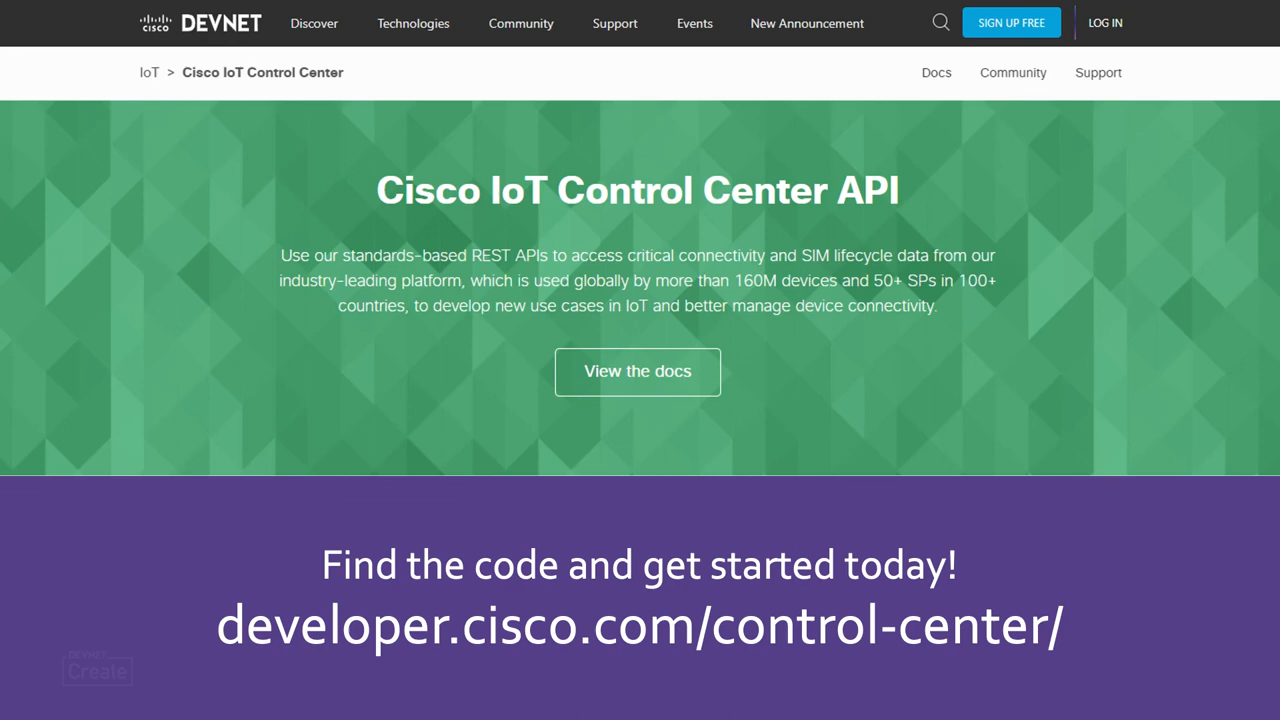 cisco DEVNET Discover Technologies Community Support Events New Announcement SIGN UP FREE LOG IN
IoT > Cisco IoT Control Center Docs Community Support
Cisco IoT Control Center API
Use our standards-based REST APIs to access critical connectivity and SIM lifecycle data from our
industry-leading platform, which is used globally by more than 160M devices and 50+ SPs in 100+
countries, to develop new use cases in IoT and better manage device connectivity.
View the docs
Find the code and get started today!
developer.cisco.com/control-center/
DEVNET
Create